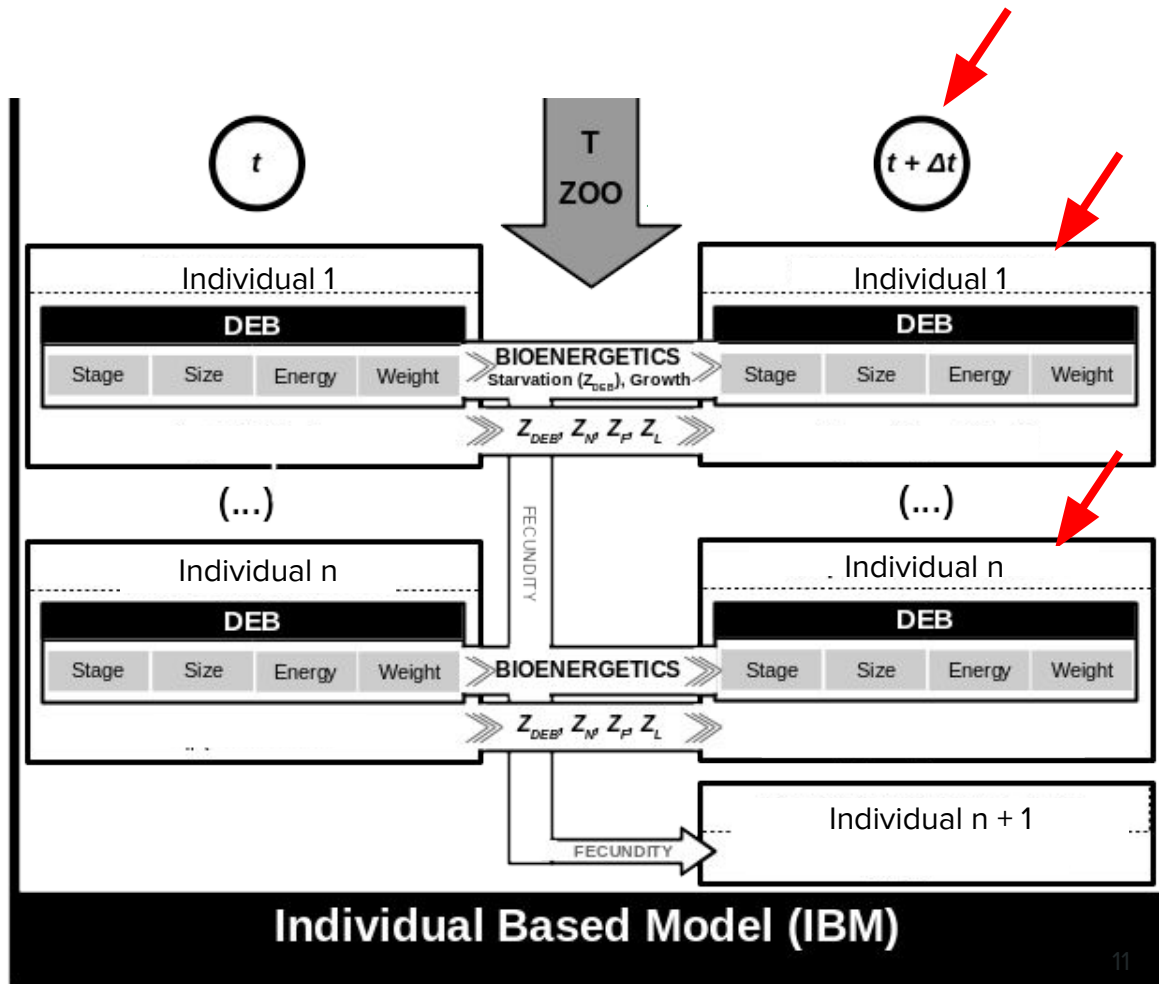 t
T
ZOO
t + Δt
Individual 1
DEB
Stage Size Energy Weight
BIOENERGETICS
Starvation (Z_DEB), Growth
Z_DEB, Z_N, Z_F, Z_L
Individual 1
DEB
Stage Size Energy Weight
(...)
FECUNDITY
(...)
Individual n
DEB
Stage Size Energy Weight
BIOENERGETICS
Z_DEB, Z_N, Z_F, Z_L
Individual n
DEB
Stage Size Energy Weight
Individual n + 1
FECUNDITY
Individual Based Model (IBM)
11